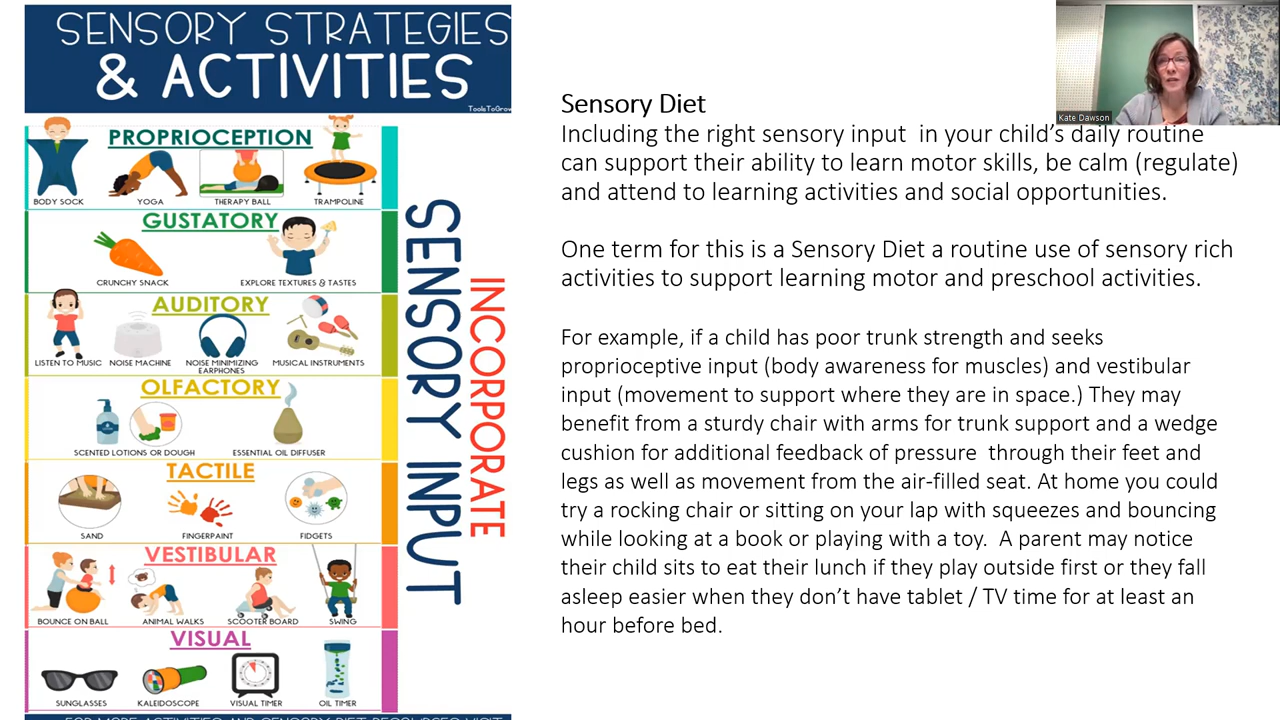 SENSORY STRATEGIES
& ACTIVITIES
ToolsToGrow
PROPRIOCEPTION
BODY SOCK
YOGA
THERAPY BALL
TRAMPOLINE
GUSTATORY
CRUNCHY SNACK
EXPLORE TEXTURES & TASTES
AUDITORY
LISTEN TO MUSIC
NOISE MACHINE
NOISE MINIMIZING
EARPHONES
MUSICAL INSTRUMENTS
OLFACTORY
SCENTED LOTIONS OR DOUGH
ESSENTIAL OIL DIFFUSER
TACTILE
SAND
FINGERPAINT
FIDGETS
VESTIBULAR
BOUNCE ON BALL
ANIMAL WALKS
SCOOTER BOARD
SWING
VISUAL
SUNGLASSES
KALEIDOSCOPE
VISUAL TIMER
OIL TIMER
FOR MORE ACTIVITIES AND SENSORY DIET RESOURCES VISIT
INCORPORATE
SENSORY INPUT
Sensory Diet
Including the right sensory input in your child's daily routine
can support their ability to learn motor skills, be calm (regulate)
and attend to learning activities and social opportunities.
One term for this is a Sensory Diet a routine use of sensory rich
activities to support learning motor and preschool activities.
For example, if a child has poor trunk strength and seeks
proprioceptive input (body awareness for muscles) and vestibular
input (movement to support where they are in space.) They may
benefit from a sturdy chair with arms for trunk support and a wedge
cushion for additional feedback of pressure through their feet and
legs as well as movement from the air-filled seat. At home you could
try a rocking chair or sitting on your lap with squeezes and bouncing
while looking at a book or playing with a toy. A parent may notice
their child sits to eat their lunch if they play outside first or they fall
asleep easier when they don't have tablet / TV time for at least an
hour before bed.
Kate Dawson